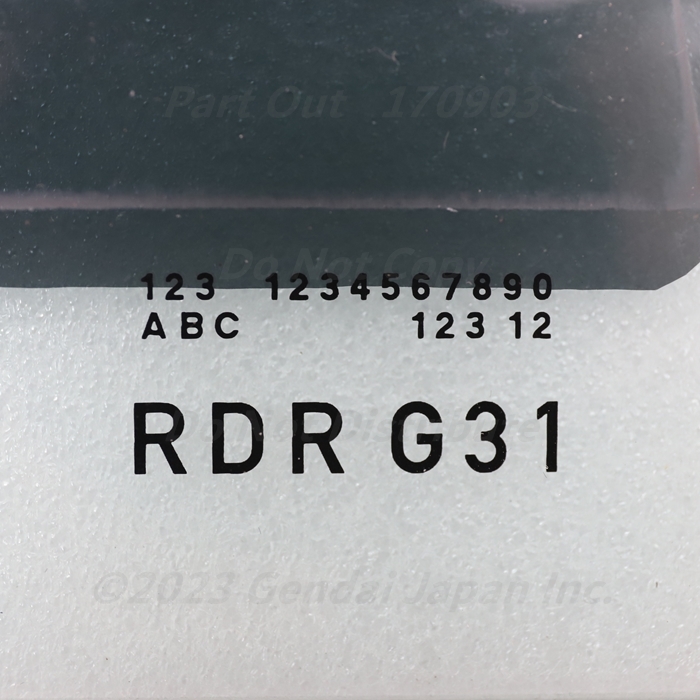 Part Out 170903
Do Not Copy
123 1234567890
ABC 123 12
RDR G31
©2023 Gendai Japan Inc.